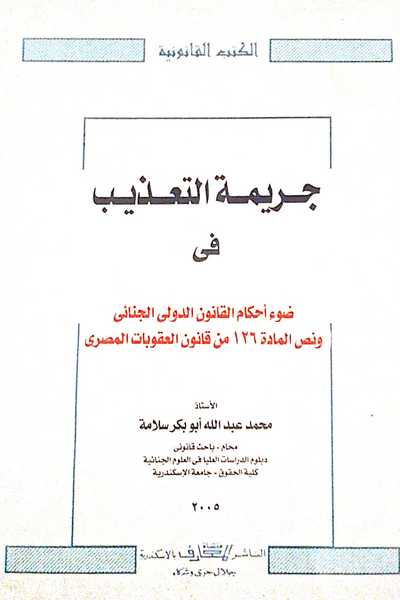 الكتب القانونية
جريمة التعذيب
فى
ضوء أحكام القانون الدولى الجنائى
ونص المادة ١٢٦ من قانون العقوبات المصرى
الأستاذ
محمد عبد الله أبو بكر سلامة
محام - باحث قانونى
دبلوم الدراسات العليا فى العلوم الجنائية
كلية الحقوق - جامعة الإسكندرية
٢٠٠٥
الناشر منشأة المعارف بالاسكندرية
جلال حزى وشركاه